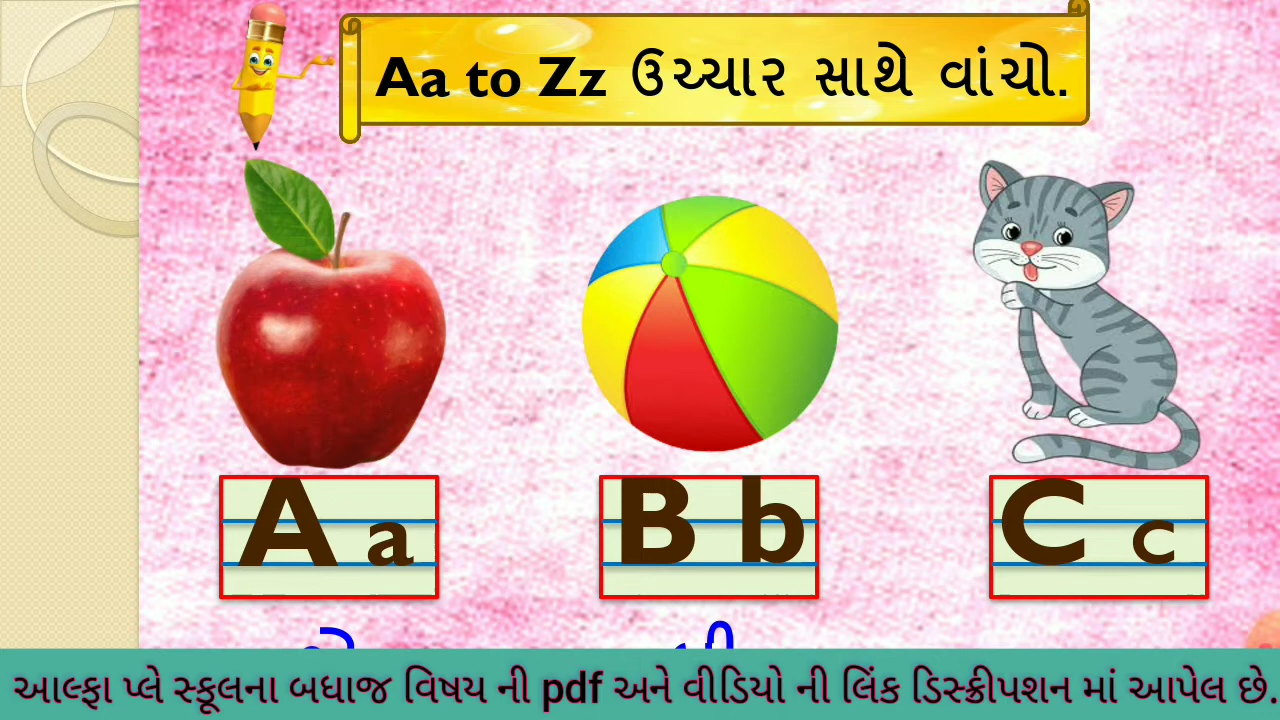 Aa to Zz ઉચ્ચાર સાથે વાંચો.
A a B b C c
આલ્ફા પ્લે સ્કૂલના બધાજ વિષય ની pdf અને વીડિયો ની લિંક ડિસ્ક્રીપશન માં આપેલ છે.